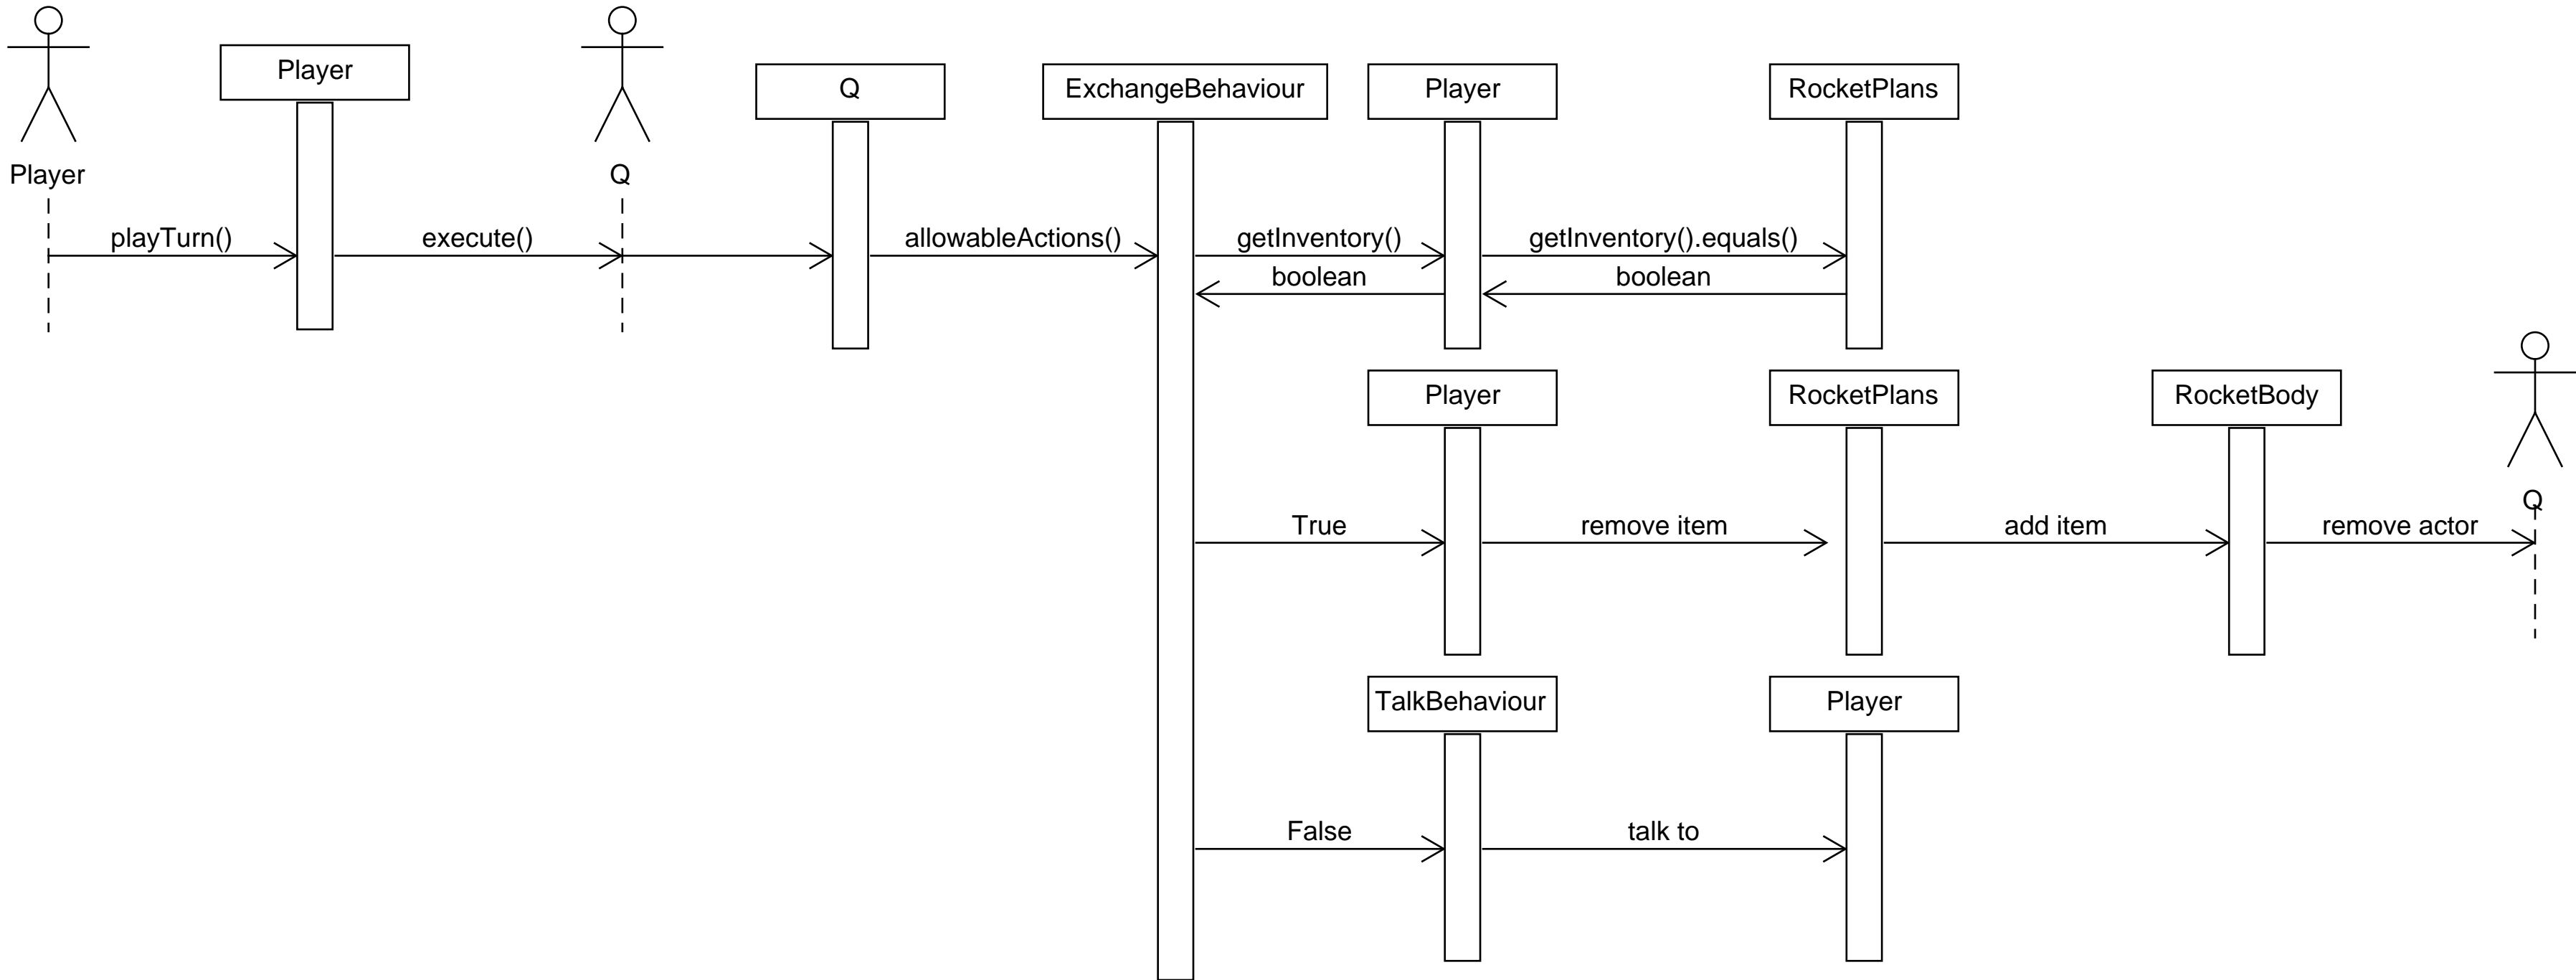 Player
Q
ExchangeBehaviour
Player
RocketPlans
Player
Q
playTurn()
execute()
allowableActions()
getInventory()
getInventory().equals()
boolean
boolean
Player
RocketPlans
RocketBody
Q
True
remove item
add item
remove actor
TalkBehaviour
Player
False
talk to